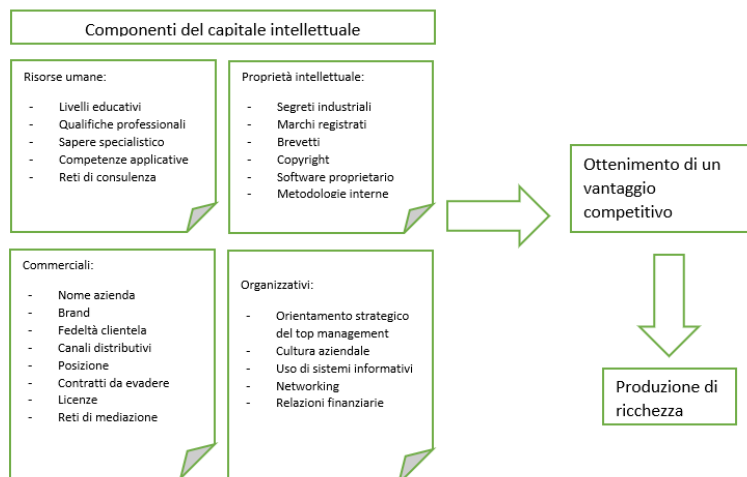 Componenti del capitale intellettuale
Risorse umane:
- Livelli educativi
- Qualifiche professionali
- Sapere specialistico
- Competenze applicative
- Reti di consulenza
Proprietà intellettuale:
- Segreti industriali
- Marchi registrati
- Brevetti
- Copyright
- Software proprietario
- Metodologie interne
Commerciali:
- Nome azienda
- Brand
- Fedeltà clientela
- Canali distributivi
- Posizione
- Contratti da evadere
- Licenze
- Reti di mediazione
Organizzativi:
- Orientamento strategico
del top management
- Cultura aziendale
- Uso di sistemi informativi
- Networking
- Relazioni finanziarie
Ottenimento di un
vantaggio
competitivo
Produzione di
ricchezza